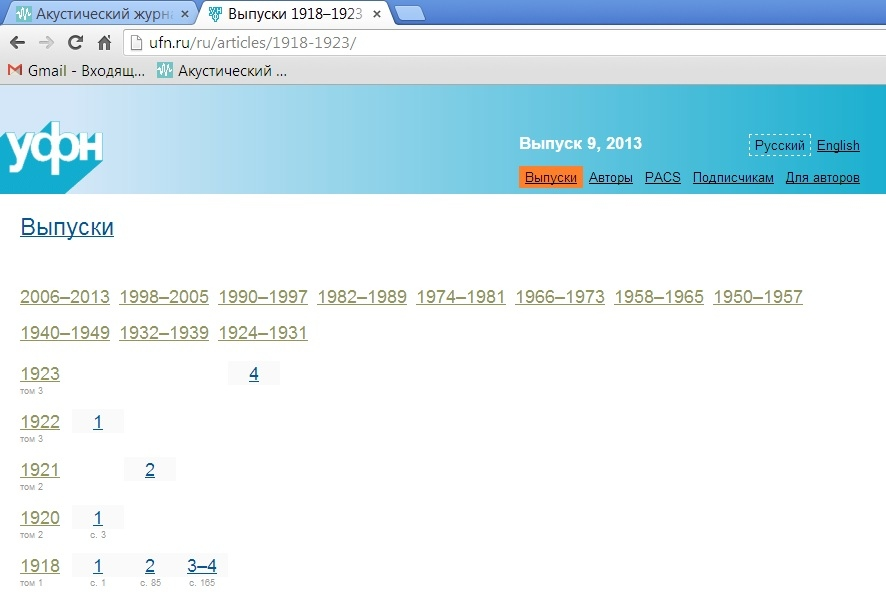 Акустический журна
Выпуски 1918–1923
ufn.ru/ru/articles/1918-1923/
Gmail - Входящ...
Акустический ...
уфн
Выпуск 9, 2013
Русский English
Выпуски Авторы PACS Подписчикам Для авторов
Выпуски
2006–2013 1998–2005 1990–1997 1982–1989 1974–1981 1966–1973 1958–1965 1950–1957
1940–1949 1932–1939 1924–1931
1923 4
том 3
1922 1
том 3
1921 2
том 2
1920 1
том 2 с. 3
1918 1 2 3–4
том 1 с. 1 с. 85 с. 165